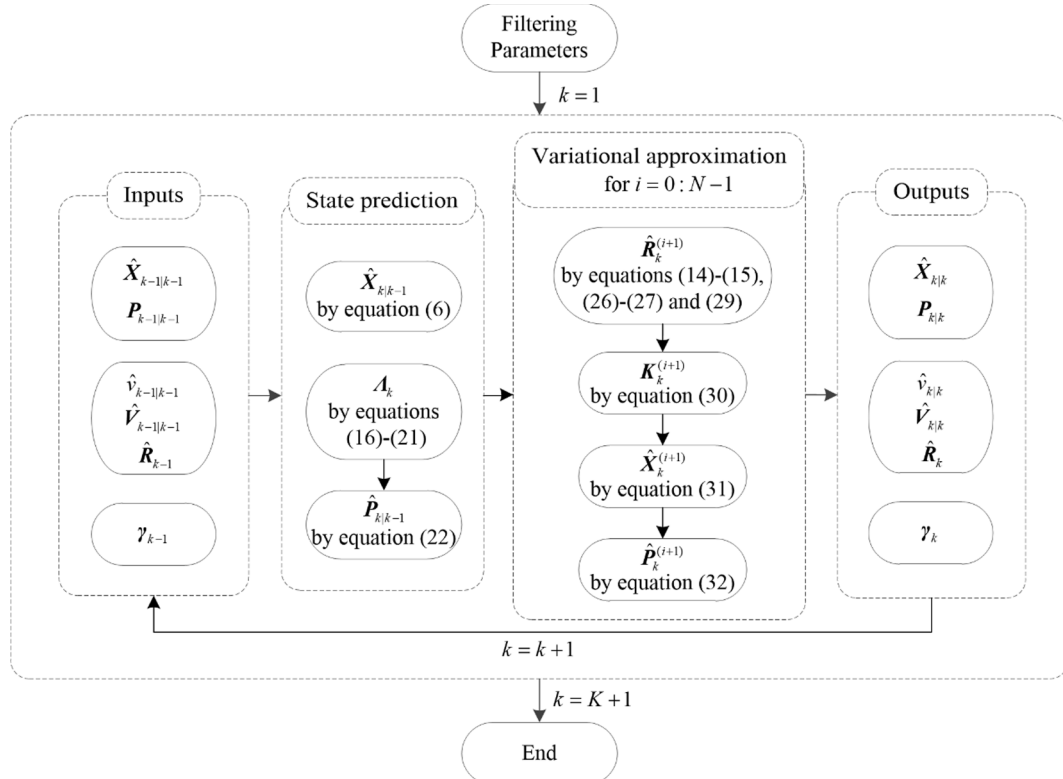 Filtering
Parameters
k = 1
Inputs
X̂ₖ₋₁|ₖ₋₁
Pₖ₋₁|ₖ₋₁
v̂ₖ₋₁|ₖ₋₁
V̂ₖ₋₁|ₖ₋₁
R̂ₖ₋₁
γₖ₋₁
State prediction
X̂ₖ|ₖ₋₁
by equation (6)
Λₖ
by equations
(16)-(21)
P̂ₖ|ₖ₋₁
by equation (22)
Variational approximation
for i = 0 : N − 1
R̂ₖ⁽ⁱ⁺¹⁾
by equations (14)-(15),
(26)-(27) and (29)
Kₖ⁽ⁱ⁺¹⁾
by equation (30)
X̂ₖ⁽ⁱ⁺¹⁾
by equation (31)
P̂ₖ⁽ⁱ⁺¹⁾
by equation (32)
Outputs
X̂ₖ|ₖ
Pₖ|ₖ
v̂ₖ|ₖ
V̂ₖ|ₖ
R̂ₖ
γₖ
k = k + 1
k = K + 1
End